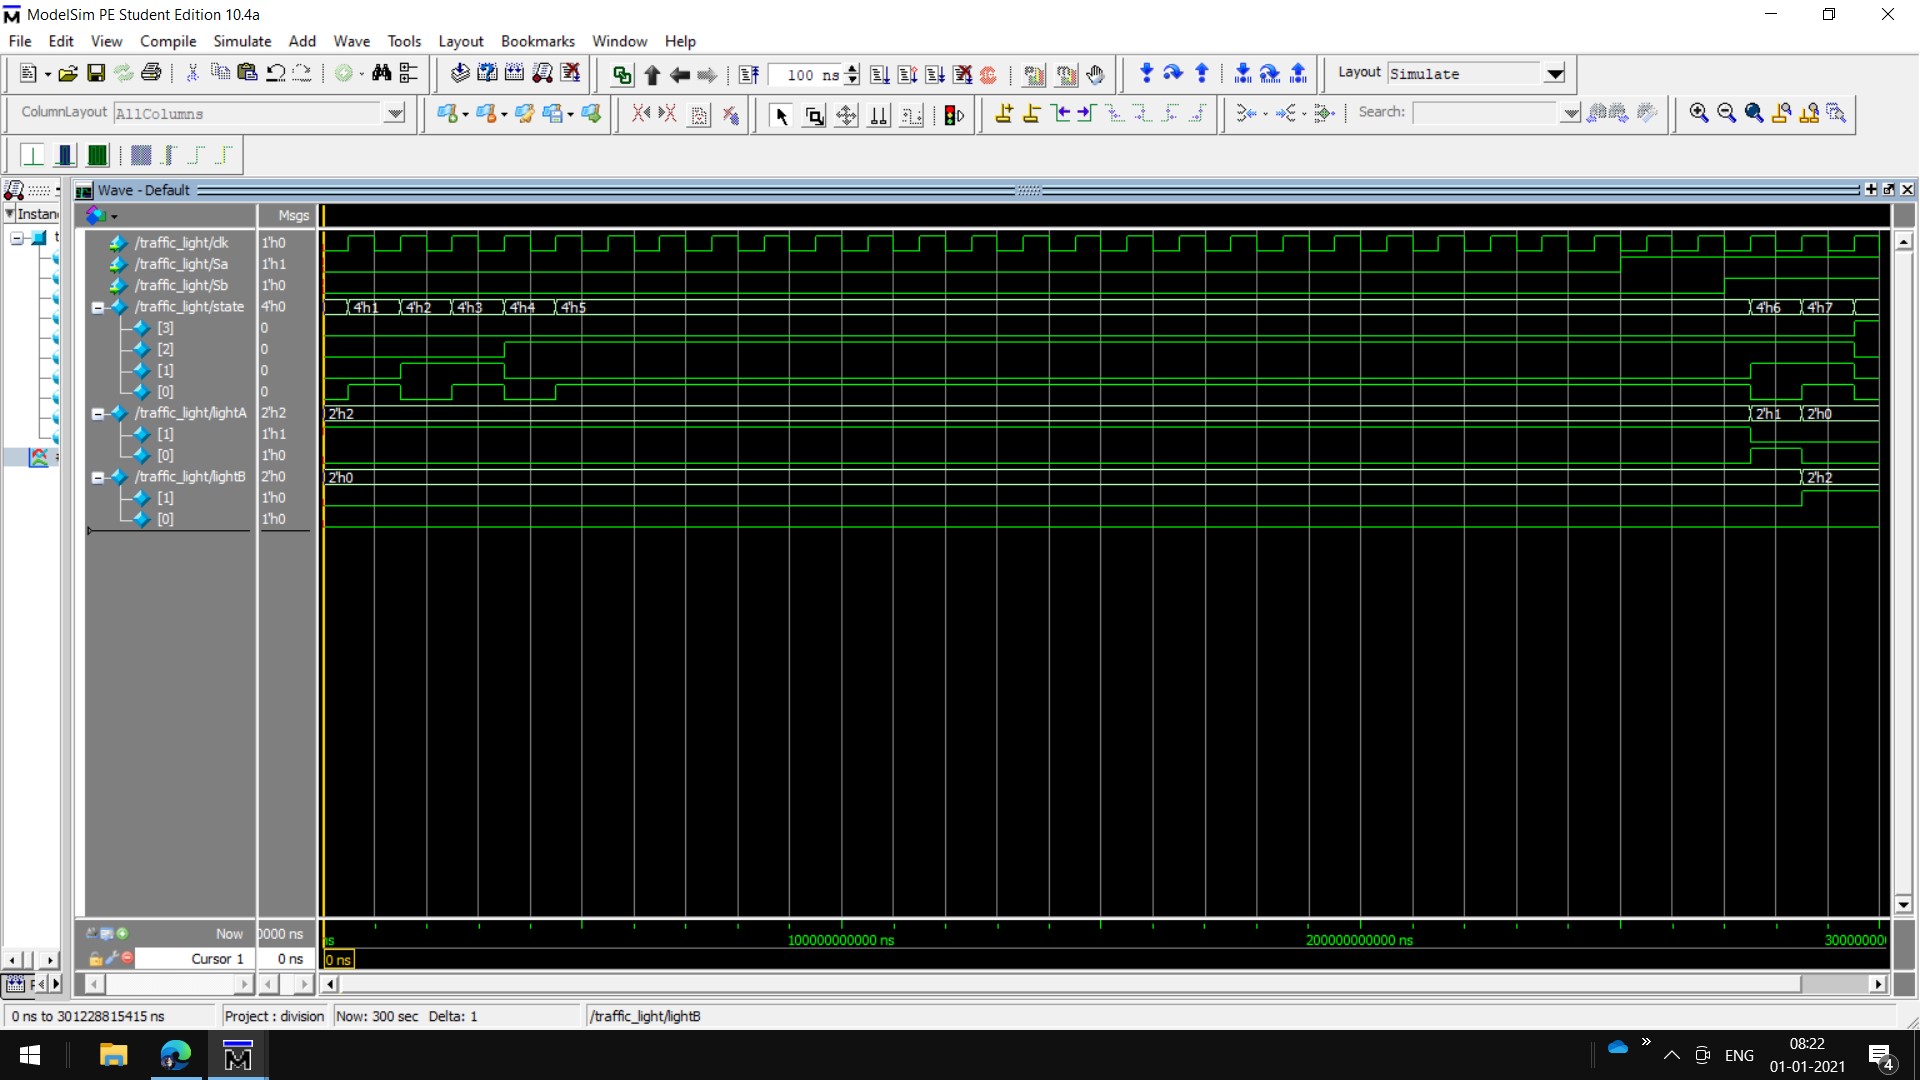 ModelSim PE Student Edition 10.4a
File Edit View Compile Simulate Add Wave Tools Layout Bookmarks Window Help
100 ns
Layout Simulate
ColumnLayout AllColumns
Search:
Wave - Default
Instan
Msgs
/traffic_light/clk 1'h0
/traffic_light/Sa 1'h1
/traffic_light/Sb 1'h0
/traffic_light/state 4'h0 4'h1 4'h2 4'h3 4'h4 4'h5 4'h6 4'h7
[3] 0
[2] 0
[1] 0
[0] 0
/traffic_light/lightA 2'h2 2'h2 2'h1 2'h0
[1] 1'h1
[0] 1'h0
/traffic_light/lightB 2'h0 2'h0 2'h2
[1] 1'h0
[0] 1'h0
Now 0000 ns ns 100000000000 ns 200000000000 ns 300000000
Cursor 1 0 ns 0 ns
0 ns to 301228815415 ns Project : division Now: 300 sec Delta: 1 /traffic_light/lightB
ENG
08:22
01-01-2021
4